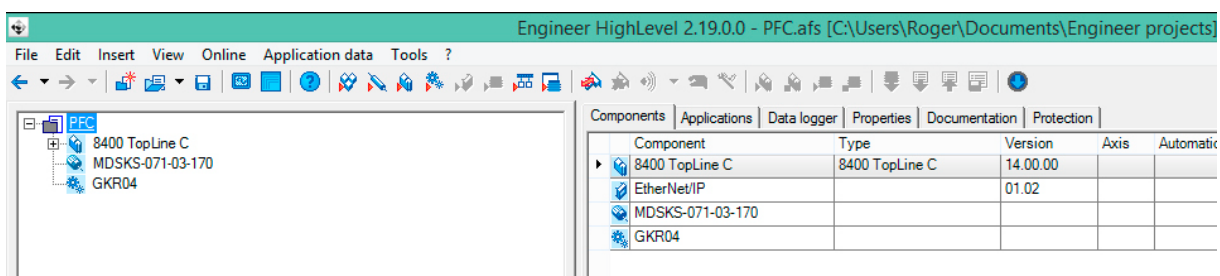 Engineer HighLevel 2.19.0.0 - PFC.afs [C:\Users\Roger\Documents\Engineer projects]
File Edit Insert View Online Application data Tools ?
PFC
8400 TopLine C
MDSKS-071-03-170
GKR04
Components Applications Data logger Properties Documentation Protection
Component Type Version Axis Automatic
8400 TopLine C 8400 TopLine C 14.00.00
EtherNet/IP 01.02
MDSKS-071-03-170
GKR04